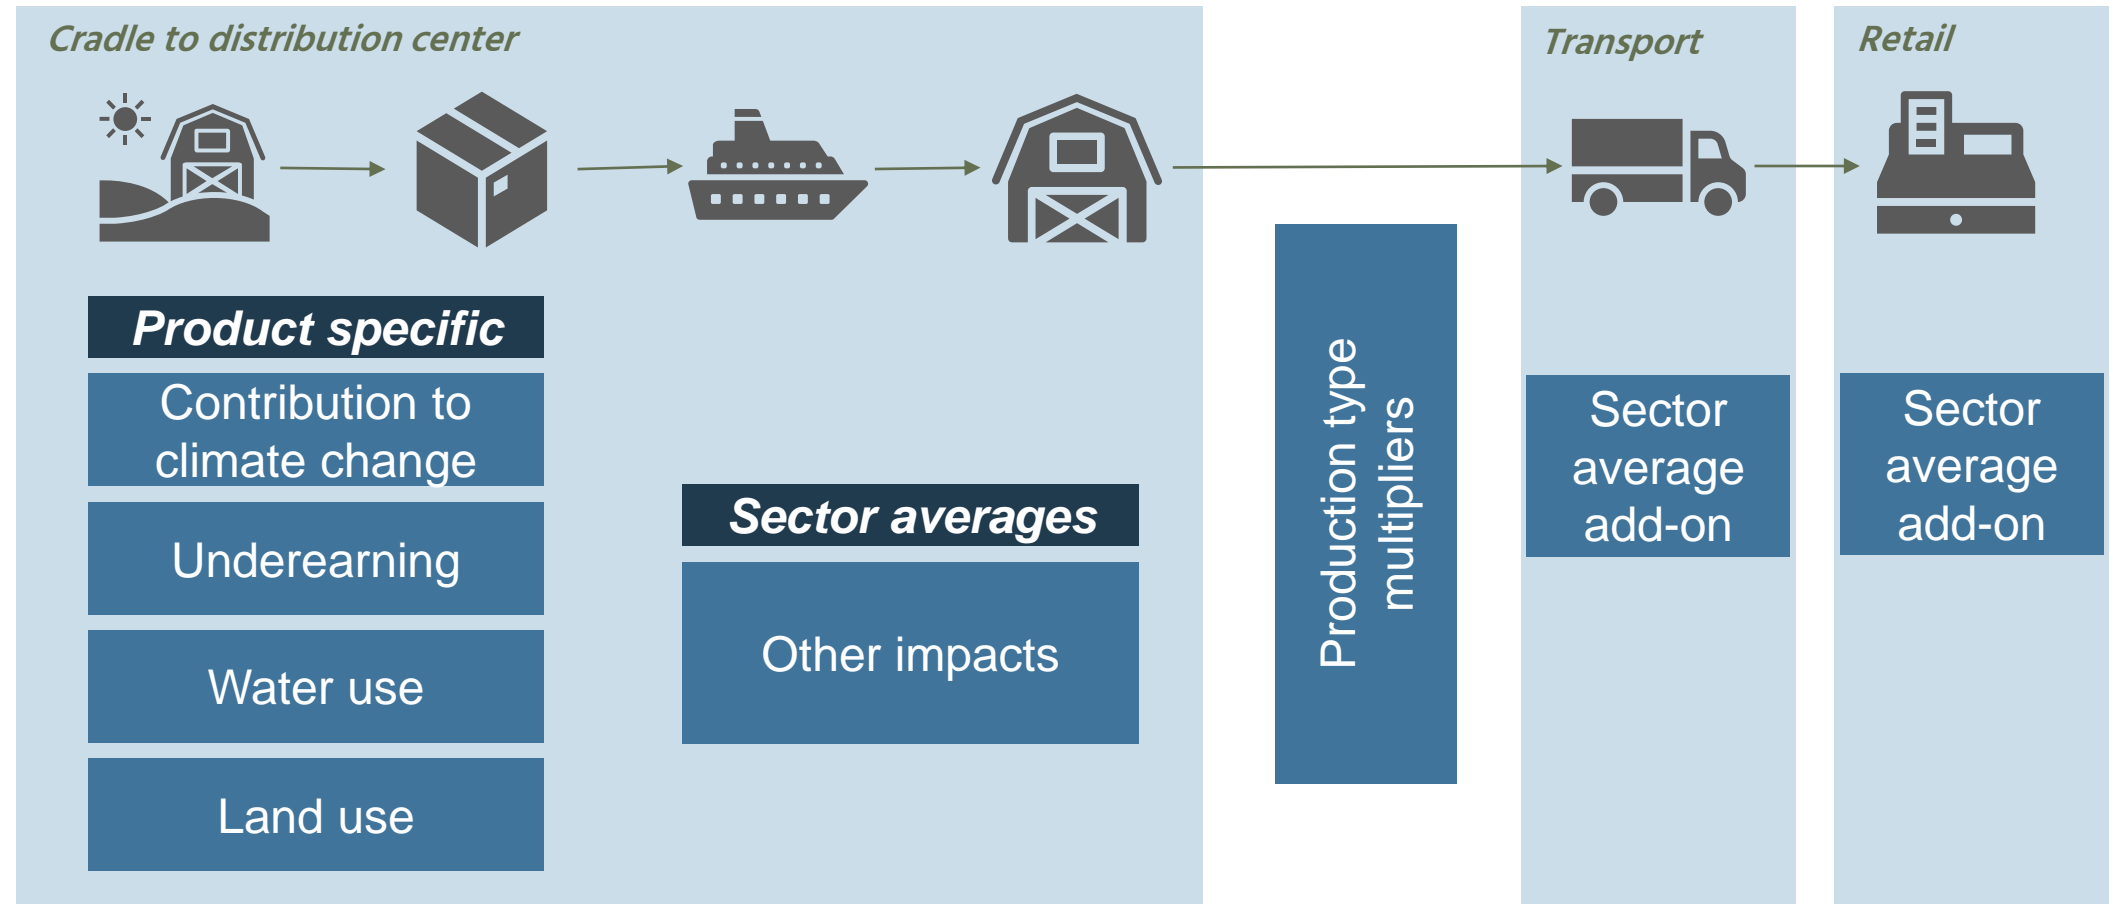 Cradle to distribution center
Transport
Retail
Product specific
Contribution to
climate change
Underearning
Water use
Land use
Sector averages
Other impacts
Production type
multipliers
Sector
average
add-on
Sector
average
add-on